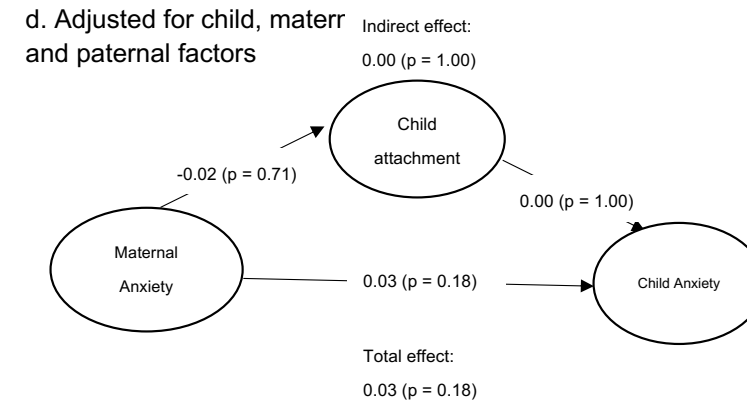 d. Adjusted for child, mater
and paternal factors
Indirect effect:
0.00 (p = 1.00)
Child
attachment
-0.02 (p = 0.71)
0.00 (p = 1.00)
Maternal
Anxiety
0.03 (p = 0.18)
Child Anxiety
Total effect:
0.03 (p = 0.18)